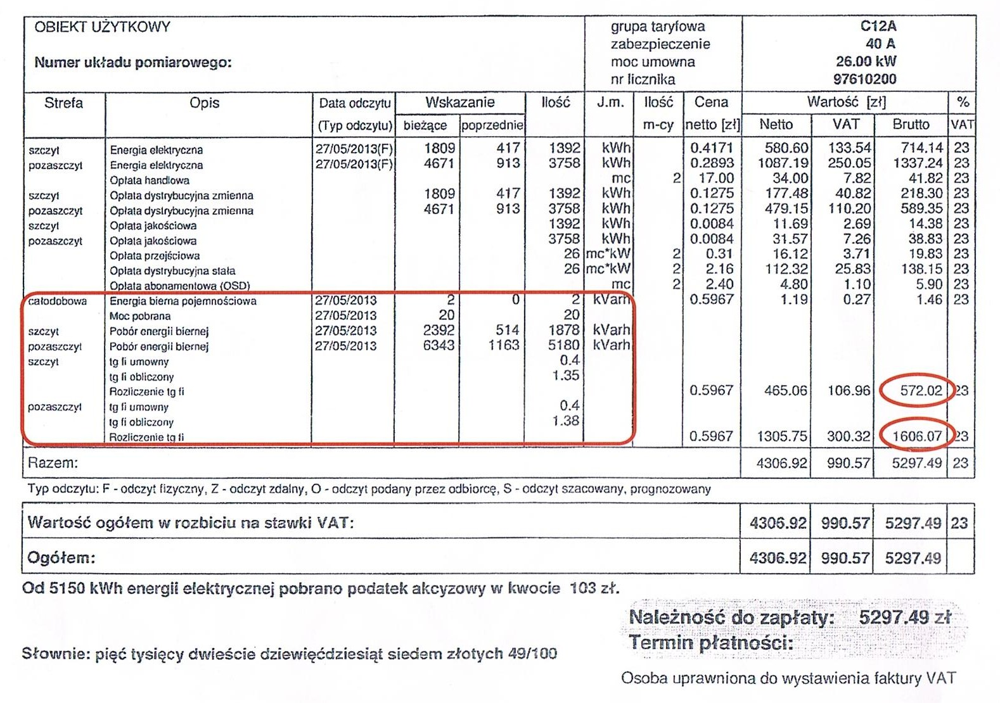 OBIEKT UŻYTKOWY grupa taryfowa C12A
zabezpieczenie 40 A
Numer układu pomiarowego: moc umowna 26.00 kW
nr licznika 97610200
Strefa Opis Data odczytu Wskazanie Ilość J.m. Ilość Cena Wartość [zł] %
(Typ odczytu) bieżące poprzednie m-cy netto [zł] Netto VAT Brutto VAT
szczyt Energia elektryczna 27/05/2013(F) 1809 417 1392 kWh 0.4171 580.60 133.54 714.14 23
pozaszczyt Energia elektryczna 27/05/2013(F) 4671 913 3758 kWh 0.2893 1087.19 250.05 1337.24 23
Opłata handlowa mc 2 17.00 34.00 7.82 41.82 23
szczyt Opłata dystrybucyjna zmienna 1809 417 1392 kWh 0.1275 177.48 40.82 218.30 23
pozaszczyt Opłata dystrybucyjna zmienna 4671 913 3758 kWh 0.1275 479.15 110.20 589.35 23
szczyt Opłata jakościowa 1392 kWh 0.0084 11.69 2.69 14.38 23
pozaszczyt Opłata jakościowa 3758 kWh 0.0084 31.57 7.26 38.83 23
Opłata przejściowa 26 mc*kW 2 0.31 16.12 3.71 19.83 23
Opłata dystrybucyjna stała 26 mc*kW 2 2.16 112.32 25.83 138.15 23
Opłata abonamentowa (OSD) mc 2 2.40 4.80 1.10 5.90 23
całodobowa Energia bierna pojemnościowa 27/05/2013 2 0 2 kVarh 0.5967 1.19 0.27 1.46 23
Moc pobrana 27/05/2013 20 20
szczyt Pobór energii biernej 27/05/2013 2392 514 1878 kVarh
pozaszczyt Pobór energii biernej 27/05/2013 6343 1163 5180 kVarh
szczyt tg fi umowny 0.4
tg fi obliczony 1.35
Rozliczenie tg fi 0.5967 465.06 106.96 572.02 23
pozaszczyt tg fi umowny 0.4
tg fi obliczony 1.38
Rozliczenie tg fi 0.5967 1305.75 300.32 1606.07 23
Razem: 4306.92 990.57 5297.49 23
Typ odczytu: F - odczyt fizyczny, Z - odczyt zdalny, O - odczyt podany przez odbiorcę, S - odczyt szacowany, prognozowany
Wartość ogółem w rozbiciu na stawki VAT: 4306.92 990.57 5297.49 23
Ogółem: 4306.92 990.57 5297.49
Od 5150 kWh energii elektrycznej pobrano podatek akcyzowy w kwocie 103 zł.
Należność do zapłaty: 5297.49 zł
Termin płatności:
Słownie: pięć tysięcy dwieście dziewięćdziesiąt siedem złotych 49/100
Osoba uprawniona do wystawienia faktury VAT